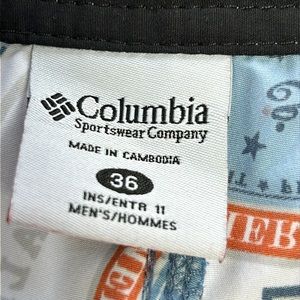 Columbia
Sportswear Company
MADE IN CAMBODIA
36
INS/ENTR 11
MEN'S/HOMMES